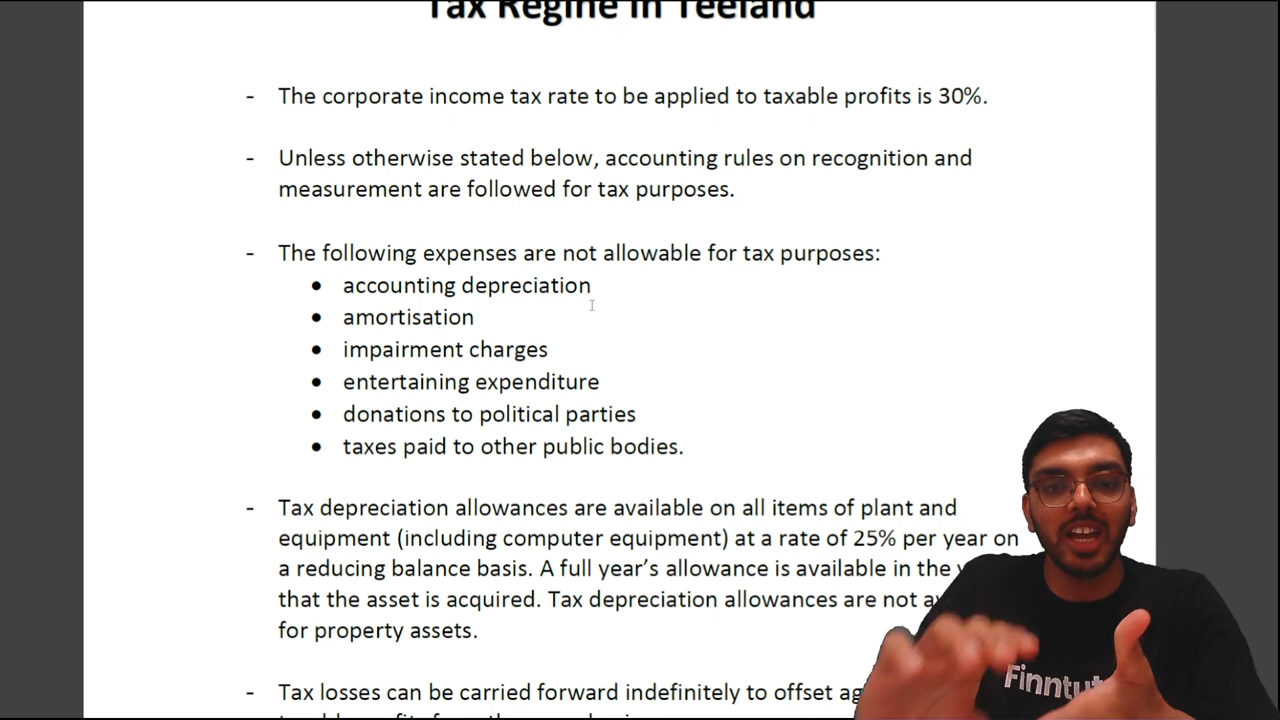 Tax Regime in Teeland
- The corporate income tax rate to be applied to taxable profits is 30%.
- Unless otherwise stated below, accounting rules on recognition and
measurement are followed for tax purposes.
- The following expenses are not allowable for tax purposes:
• accounting depreciation
• amortisation
• impairment charges
• entertaining expenditure
• donations to political parties
• taxes paid to other public bodies.
- Tax depreciation allowances are available on all items of plant and
equipment (including computer equipment) at a rate of 25% per year on
a reducing balance basis. A full year's allowance is available in the
that the asset is acquired. Tax depreciation allowances are not
for property assets.
- Tax losses can be carried forward indefinitely to offset